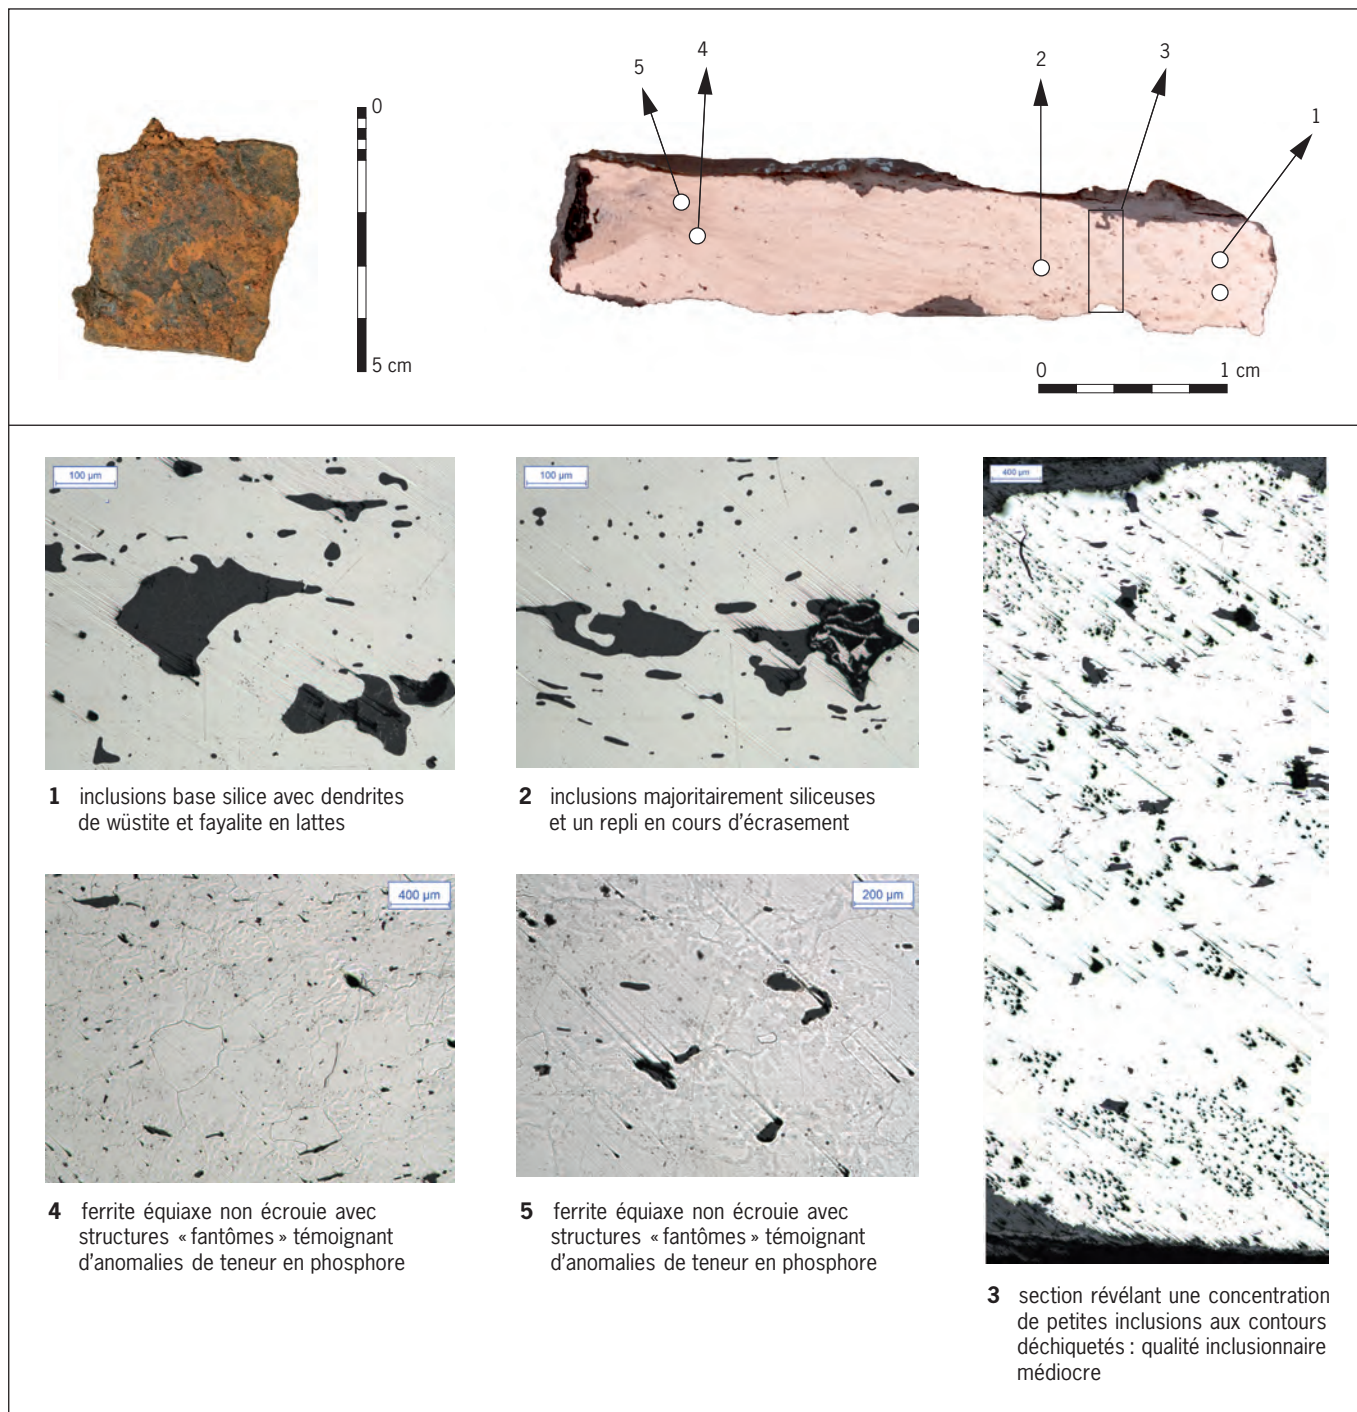 0
5 cm
5
4
2
3
1
0
1 cm
100 µm
100 µm
400 µm
1 inclusions base silice avec dendrites
de wüstite et fayalite en lattes
2 inclusions majoritairement siliceuses
et un repli en cours d'écrasement
400 µm
200 µm
4 ferrite équiaxe non écrouie avec
structures « fantômes » témoignant
d'anomalies de teneur en phosphore
5 ferrite équiaxe non écrouie avec
structures « fantômes » témoignant
d'anomalies de teneur en phosphore
3 section révélant une concentration
de petites inclusions aux contours
déchiquetés : qualité inclusionnaire
médiocre